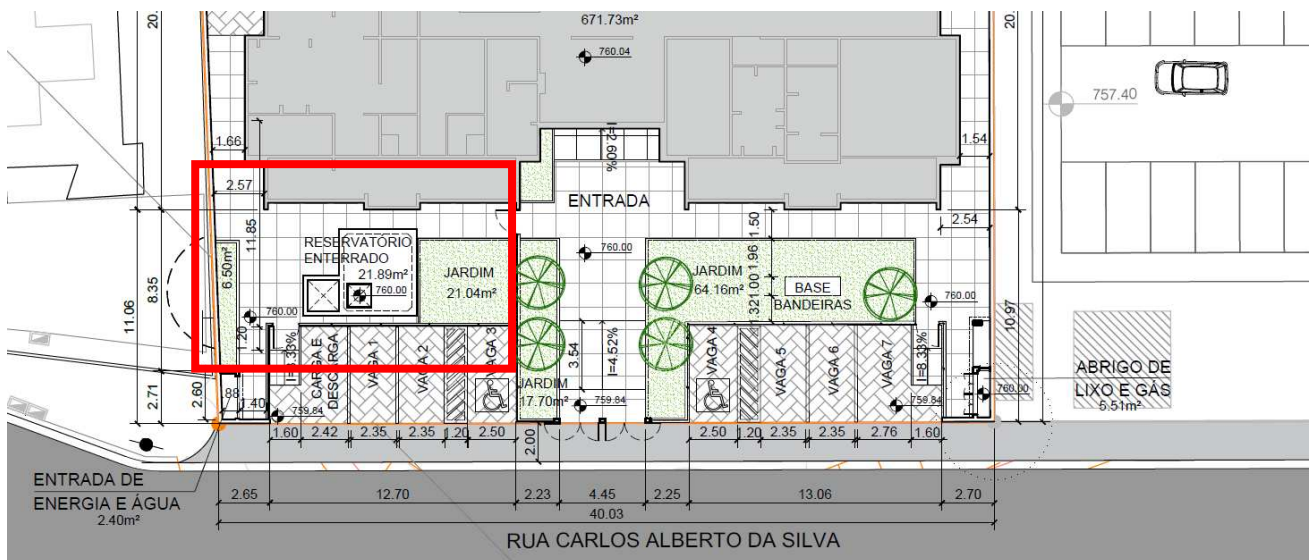 671.73m²
20.
20.
760.04
757.40
I=2.60%
1.66
1.54
2.57
ENTRADA
11.85
1.50
2.54
RESERVATÓRIO
ENTERRADO
21.89m²
760.00
6.50m²
760.00
JARDIM
21.04m²
JARDIM
64.16m²
1.96
1.00
1.32
BASE
BANDEIRAS
760.00
760.00
8.35
11.06
10.97
1.20
I=8.33%
CARGA E
DESCARGA
VAGA 1
VAGA 2
VAGA 3
3.54
I=4.52%
VAGA 4
VAGA 5
VAGA 6
VAGA 7
I=8.33%
ABRIGO DE
LIXO E GÁS
5.51m²
760.00
2.71
2.60
.88
1.40
759.84
JARDIM
17.70m²
759.84
759.84
1.60
2.42
2.35
2.35
1.20
2.50
2.00
2.50
1.20
2.35
2.35
2.76
1.60
ENTRADA DE
ENERGIA E ÁGUA
2.40m²
2.65
12.70
2.23
4.45
2.25
13.06
2.70
40.03
RUA CARLOS ALBERTO DA SILVA